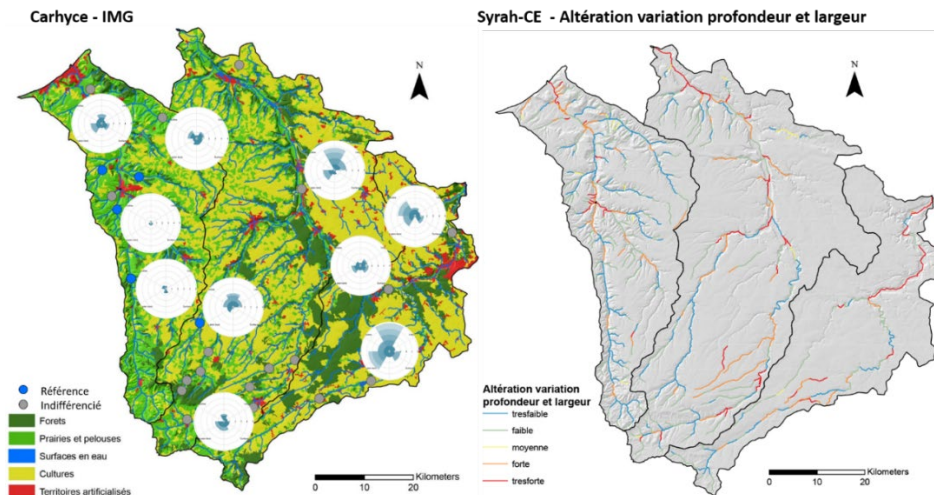 Carhyce - IMG
Syrah-CE - Altération variation profondeur et largeur
N
N
Référence
Indifférencié
Forets
Prairies et pelouses
Surfaces en eau
Cultures
Territoires artificialisés
Kilometers
0 10 20
Altération variation
profondeur et largeur
tresfaible
faible
moyenne
forte
tresforte
Kilometers
0 10 20